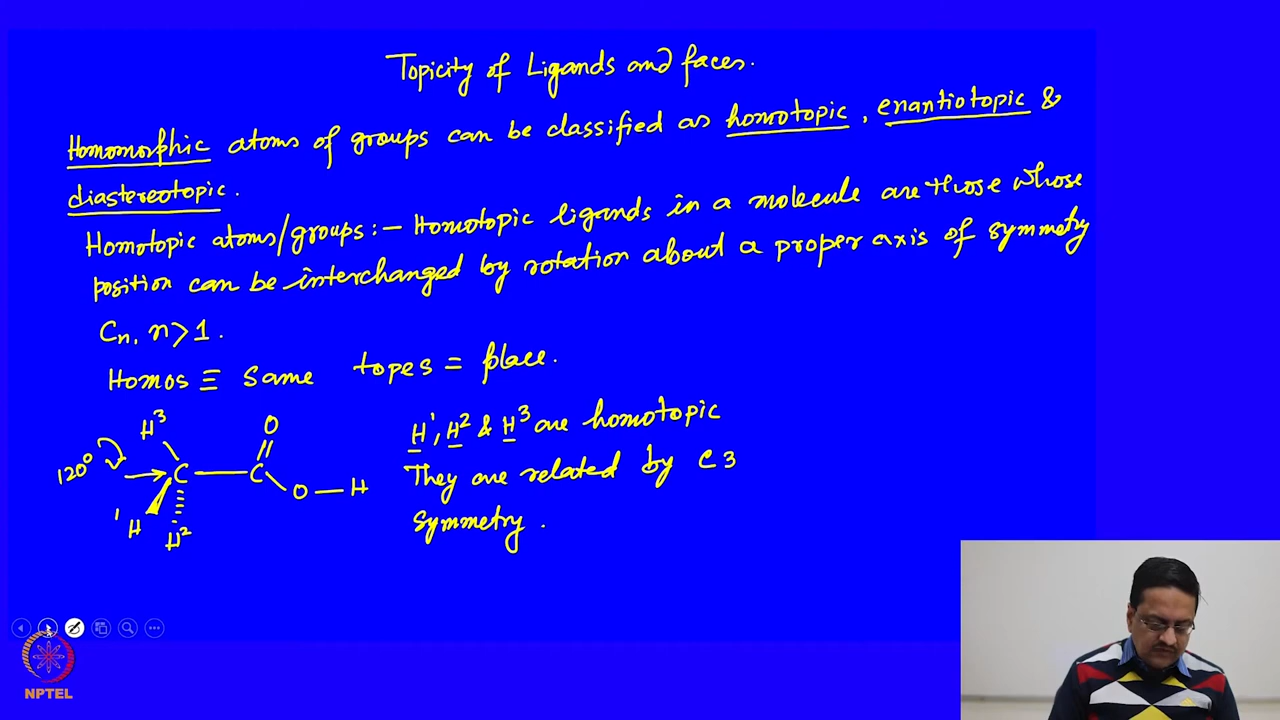 Topicity of Ligands and faces.
Homomorphic atoms of groups can be classified as homotopic, enantiotopic &
diastereotopic.
Homotopic atoms/groups:- Homotopic ligands in a molecule are those whose
position can be interchanged by rotation about a proper axis of symmetry
Cn, n>1.
Homos ≡ same topes = place.
H³
O
120°
C
C
O—H
¹H
H²
H¹, H² & H³ are homotopic
They are related by C3
symmetry.
NPTEL